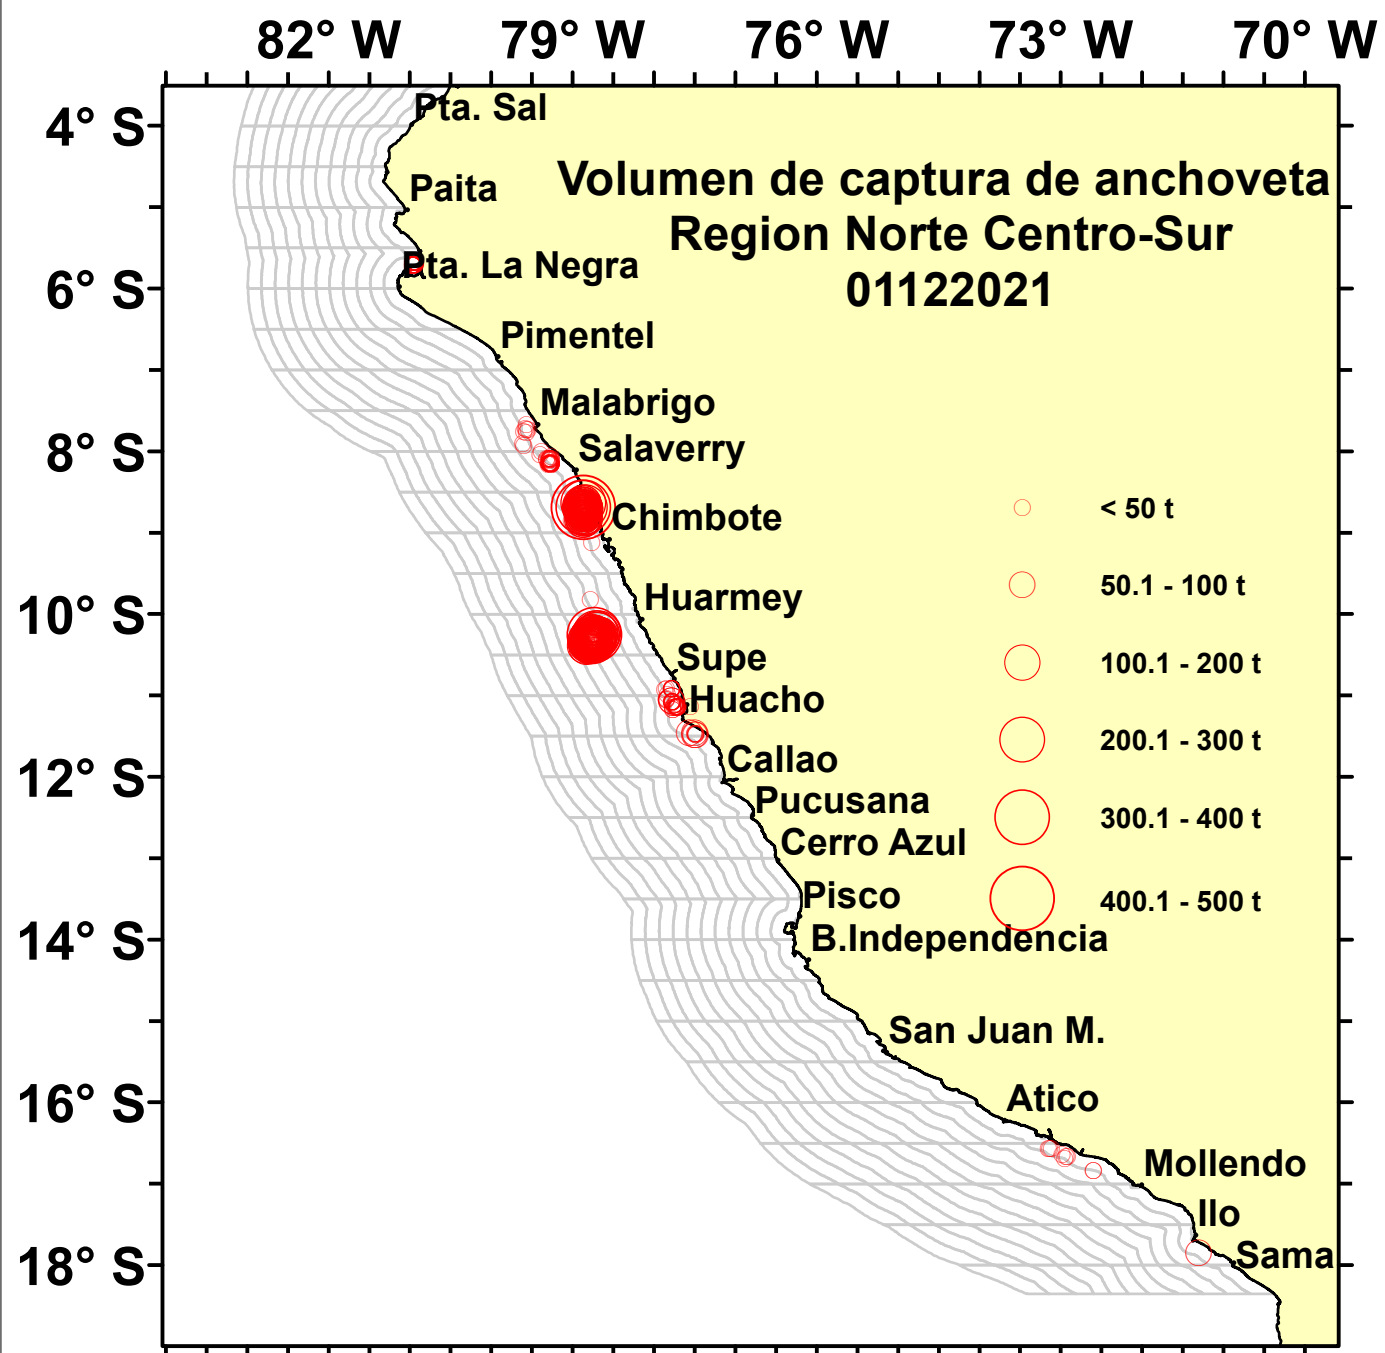 82° W 79° W 76° W 73° W 70° W
4° S
6° S
8° S
10° S
12° S
14° S
16° S
18° S
Volumen de captura de anchoveta
Region Norte Centro-Sur
01122021
Pta. Sal
Paita
Pta. La Negra
Pimentel
Malabrigo
Salaverry
Chimbote
Huarmey
Supe
Huacho
Callao
Pucusana
Cerro Azul
Pisco
B.Independencia
San Juan M.
Atico
Mollendo
Ilo
Sama
< 50 t
50.1 - 100 t
100.1 - 200 t
200.1 - 300 t
300.1 - 400 t
400.1 - 500 t